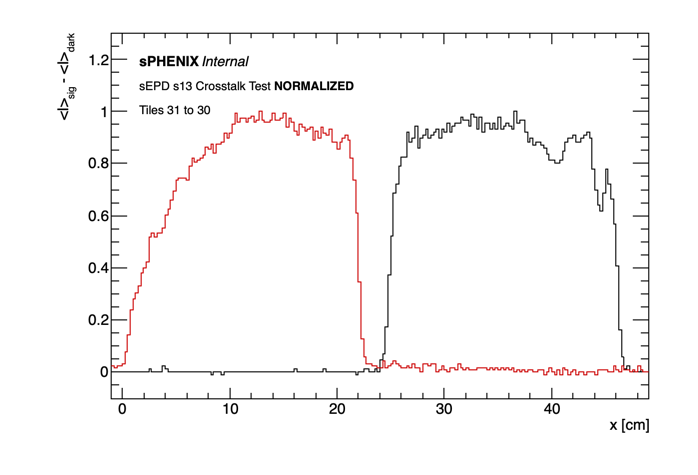 <I>sig - <I>dark
sPHENIX Internal
sEPD s13 Crosstalk Test NORMALIZED
Tiles 31 to 30
1.2
1
0.8
0.6
0.4
0.2
0
0 10 20 30 40
x [cm]